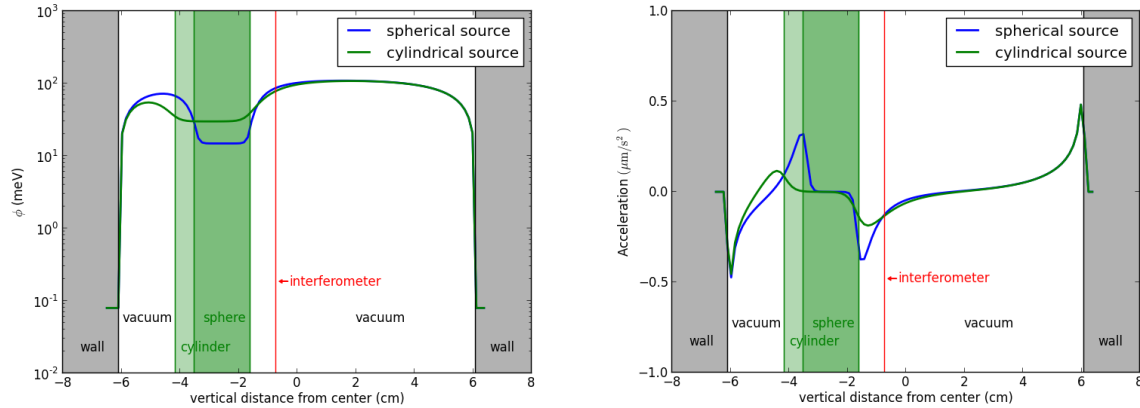 10³
10²
10¹
10⁰
10⁻¹
10⁻²
ϕ (meV)
spherical source
cylindrical source
interferometer
vacuum
sphere
vacuum
wall
cylinder
wall
−8 −6 −4 −2 0 2 4 6 8
vertical distance from center (cm)
1.0
0.5
0.0
−0.5
−1.0
Acceleration (μm/s²)
spherical source
cylindrical source
interferometer
vacuum
sphere
vacuum
wall
cylinder
wall
−8 −6 −4 −2 0 2 4 6 8
vertical distance from center (cm)